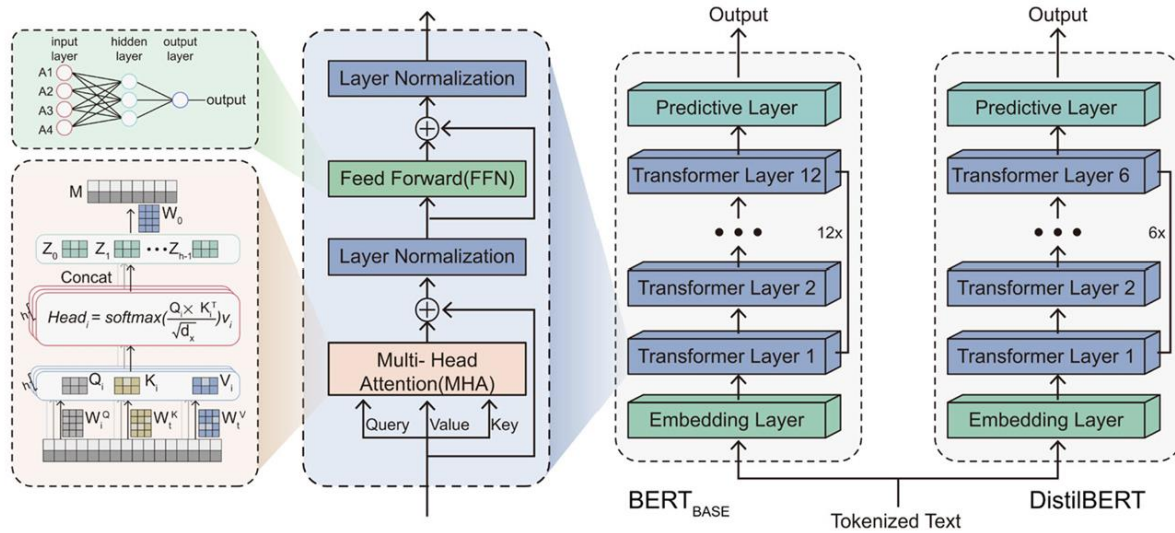 input layer
hidden layer
output layer
A1
A2
A3
A4
output
M
W₀
Z₀ Z₁ •••Zₕ₋₁
Concat
h
Headᵢ = softmax(Qᵢ × Kᵢᵀ / √dₓ)vᵢ
h
Qᵢ Kᵢ Vᵢ
WᵢQ WₜK WₜV
Layer Normalization
Feed Forward(FFN)
Layer Normalization
Multi- Head
Attention(MHA)
Query Value Key
Output
Predictive Layer
Transformer Layer 12
12x
Transformer Layer 2
Transformer Layer 1
Embedding Layer
BERT BASE
Output
Predictive Layer
Transformer Layer 6
6x
Transformer Layer 2
Transformer Layer 1
Embedding Layer
DistilBERT
Tokenized Text